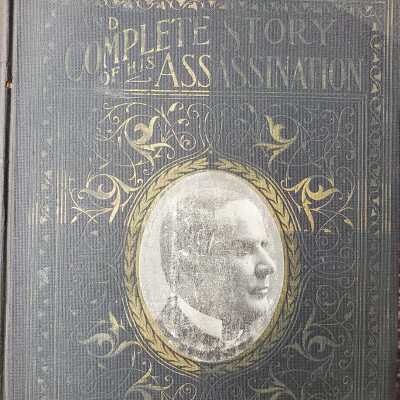 D
COMPLETE STORY
OF HIS ASSASSINATION